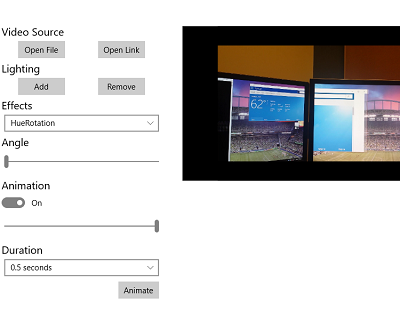 Video Source
Open File
Open Link
Lighting
Add
Remove
Effects
HueRotation
Angle
Animation
On
Duration
0.5 seconds
Animate
62°